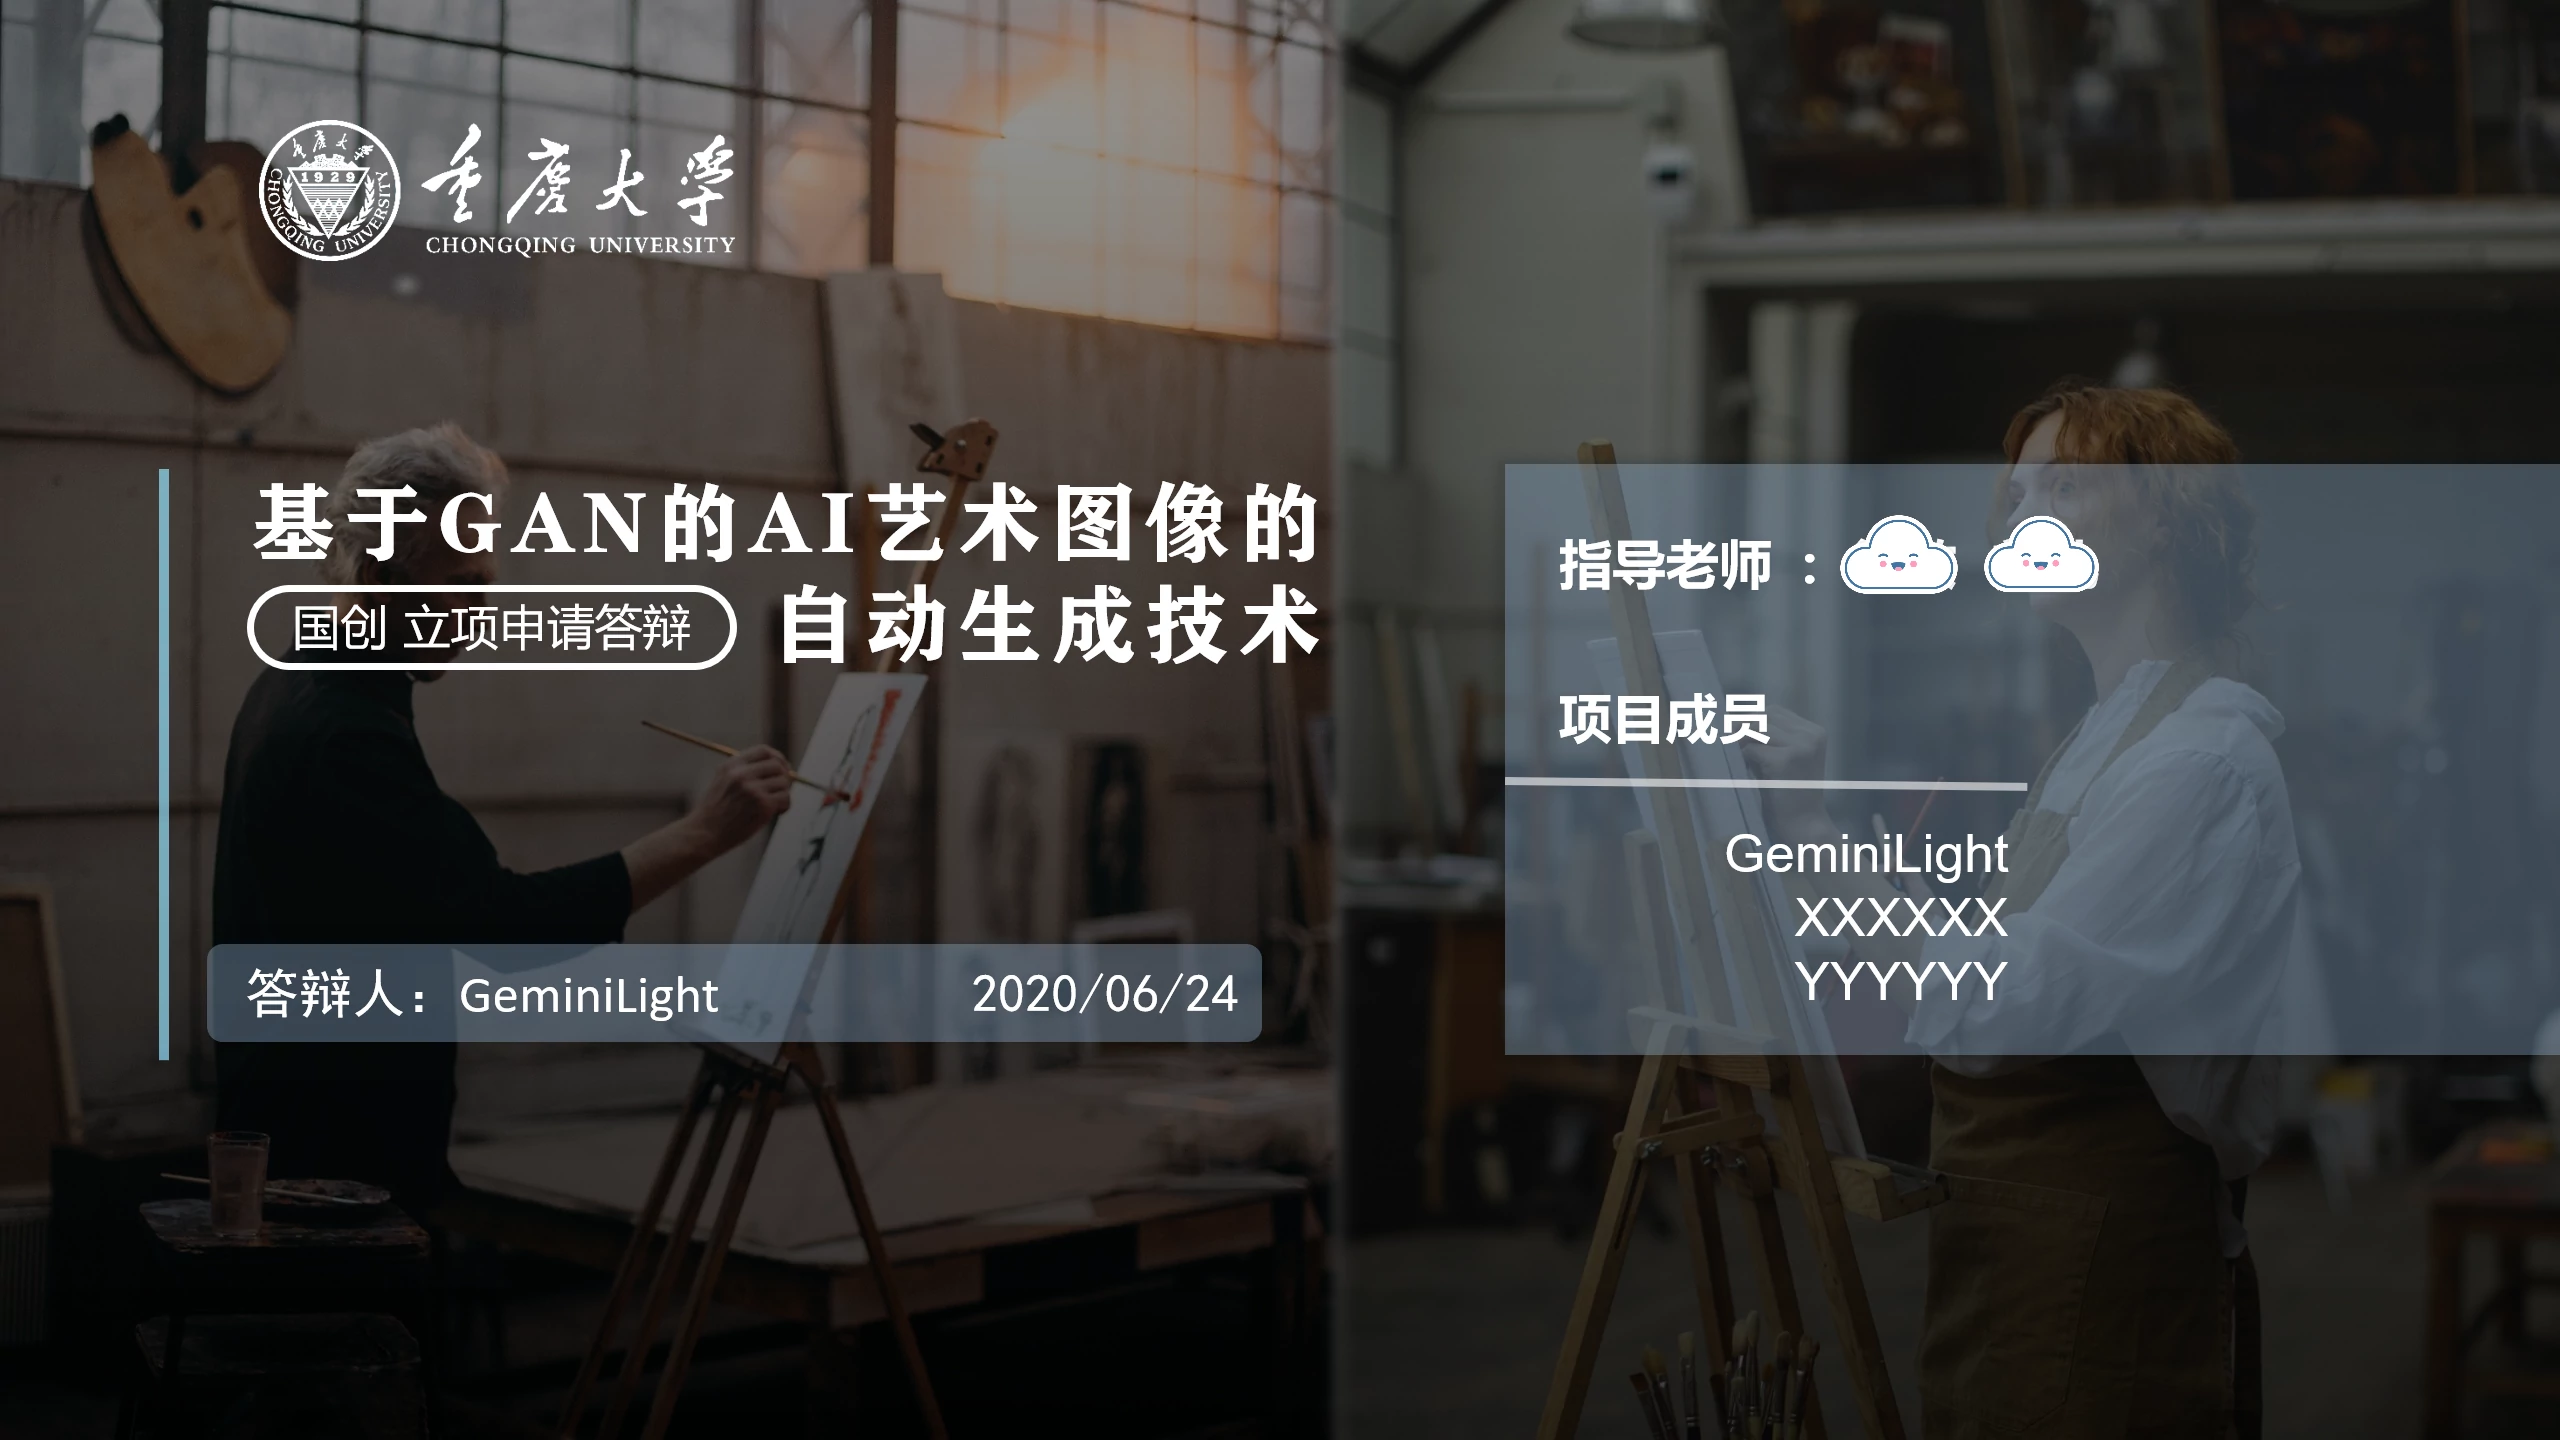 重庆大学
CHONGQING UNIVERSITY
重庆大学
1929
CHONGQING UNIVERSITY
基于GAN的AI艺术图像的
国创 立项申请答辩
自动生成技术
答辩人：GeminiLight
2020/06/24
指导老师 ：
项目成员
GeminiLight
XXXXXX
YYYYYY